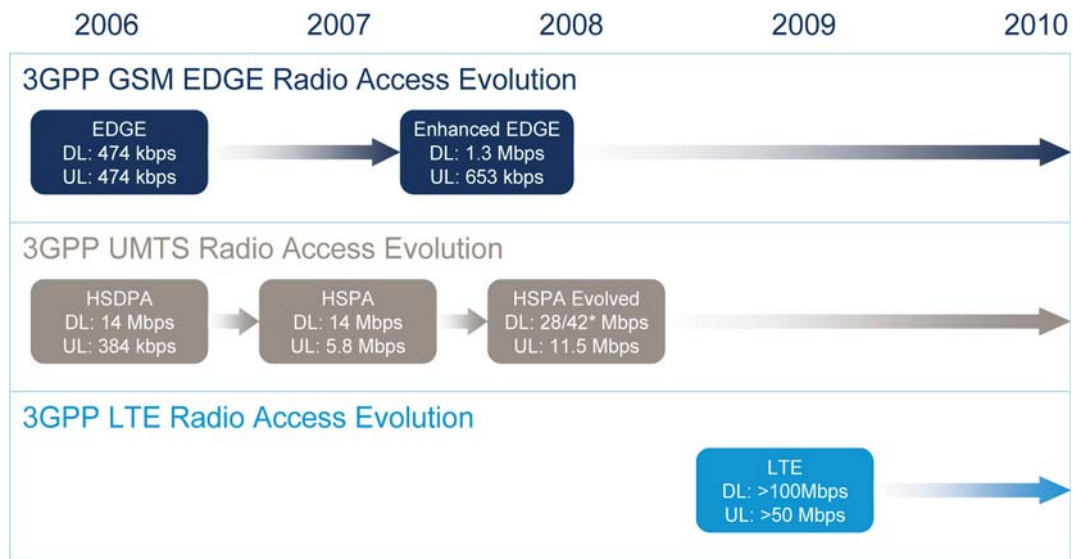 2006 2007 2008 2009 2010
3GPP GSM EDGE Radio Access Evolution
EDGE
DL: 474 kbps
UL: 474 kbps
Enhanced EDGE
DL: 1.3 Mbps
UL: 653 kbps
3GPP UMTS Radio Access Evolution
HSDPA
DL: 14 Mbps
UL: 384 kbps
HSPA
DL: 14 Mbps
UL: 5.8 Mbps
HSPA Evolved
DL: 28/42* Mbps
UL: 11.5 Mbps
3GPP LTE Radio Access Evolution
LTE
DL: >100Mbps
UL: >50 Mbps